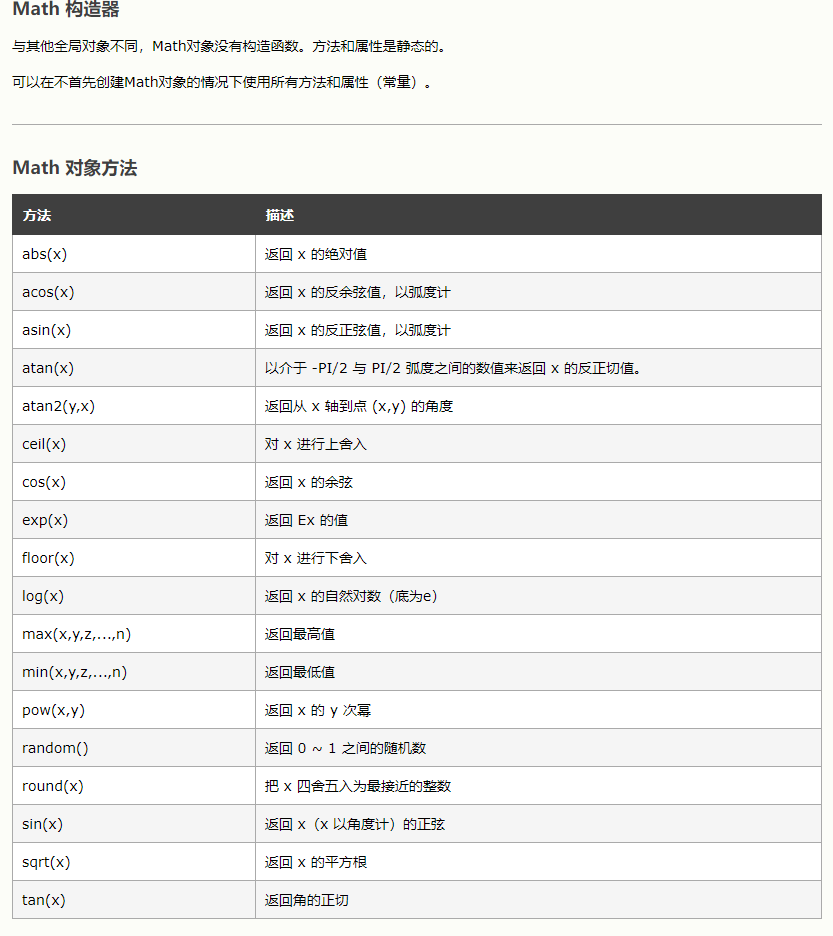 Math 构造器
与其他全局对象不同，Math对象没有构造函数。方法和属性是静态的。
可以在不首先创建Math对象的情况下使用所有方法和属性（常量）。
Math 对象方法
方法 描述
abs(x) 返回 x 的绝对值
acos(x) 返回 x 的反余弦值，以弧度计
asin(x) 返回 x 的反正弦值，以弧度计
atan(x) 以介于 -PI/2 与 PI/2 弧度之间的数值来返回 x 的反正切值。
atan2(y,x) 返回从 x 轴到点 (x,y) 的角度
ceil(x) 对 x 进行上舍入
cos(x) 返回 x 的余弦
exp(x) 返回 Ex 的值
floor(x) 对 x 进行下舍入
log(x) 返回 x 的自然对数（底为e）
max(x,y,z,...,n) 返回最高值
min(x,y,z,...,n) 返回最低值
pow(x,y) 返回 x 的 y 次幂
random() 返回 0 ~ 1 之间的随机数
round(x) 把 x 四舍五入为最接近的整数
sin(x) 返回 x（x 以角度计）的正弦
sqrt(x) 返回 x 的平方根
tan(x) 返回角的正切